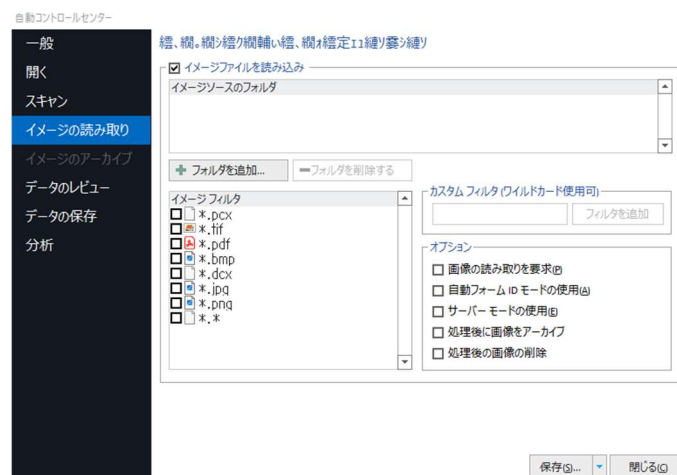 自動コントロールセンター
一般
開く
スキャン
イメージの読み取り
イメージのアーカイブ
データのレビュー
データの保存
分析
イメージファイルを読み込み
イメージソースのフォルダ
フォルダを追加...
フォルダを削除する
イメージ フィルタ
*.pcx
*.tif
*.pdf
*.bmp
*.dcx
*.jpg
*.png
*.*
カスタム フィルタ (ワイルドカード使用可)
フィルタを追加
オプション
画像の読み取りを要求(P)
自動フォーム ID モードの使用(A)
サーバー モードの使用(E)
処理後に画像をアーカイブ
処理後の画像の削除
保存(S)...
閉じる(C)